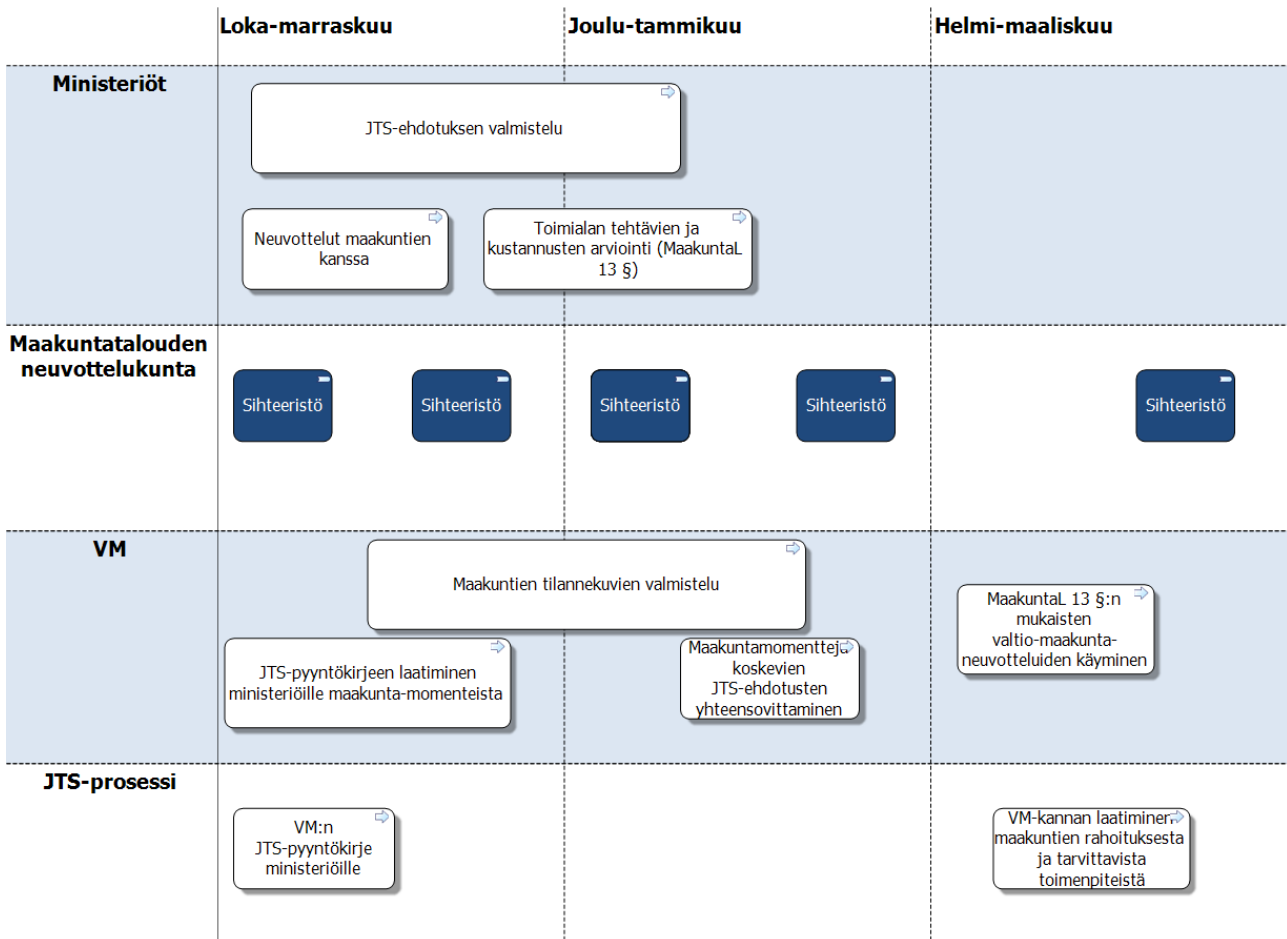 Loka-marraskuu
Joulu-tammikuu
Helmi-maaliskuu
Ministeriöt
JTS-ehdotuksen valmistelu
Neuvottelut maakuntien
kanssa
Toimialan tehtävien ja
kustannusten arviointi (MaakuntaL
13 §)
Maakuntatalouden
neuvottelukunta
Sihteeristö
Sihteeristö
Sihteeristö
Sihteeristö
Sihteeristö
VM
Maakuntien tilannekuvien valmistelu
JTS-pyyntökirjeen laatiminen
ministeriöille maakunta-momenteista
Maakuntamomentteja
koskevien
JTS-ehdotusten
yhteensovittaminen
MaakuntaL 13 §:n
mukaisten
valtio-maakunta-
neuvotteluiden käyminen
JTS-prosessi
VM:n
JTS-pyyntökirje
ministeriöille
VM-kannan laatiminen
maakuntien rahoituksesta
ja tarvittavista
toimenpiteistä